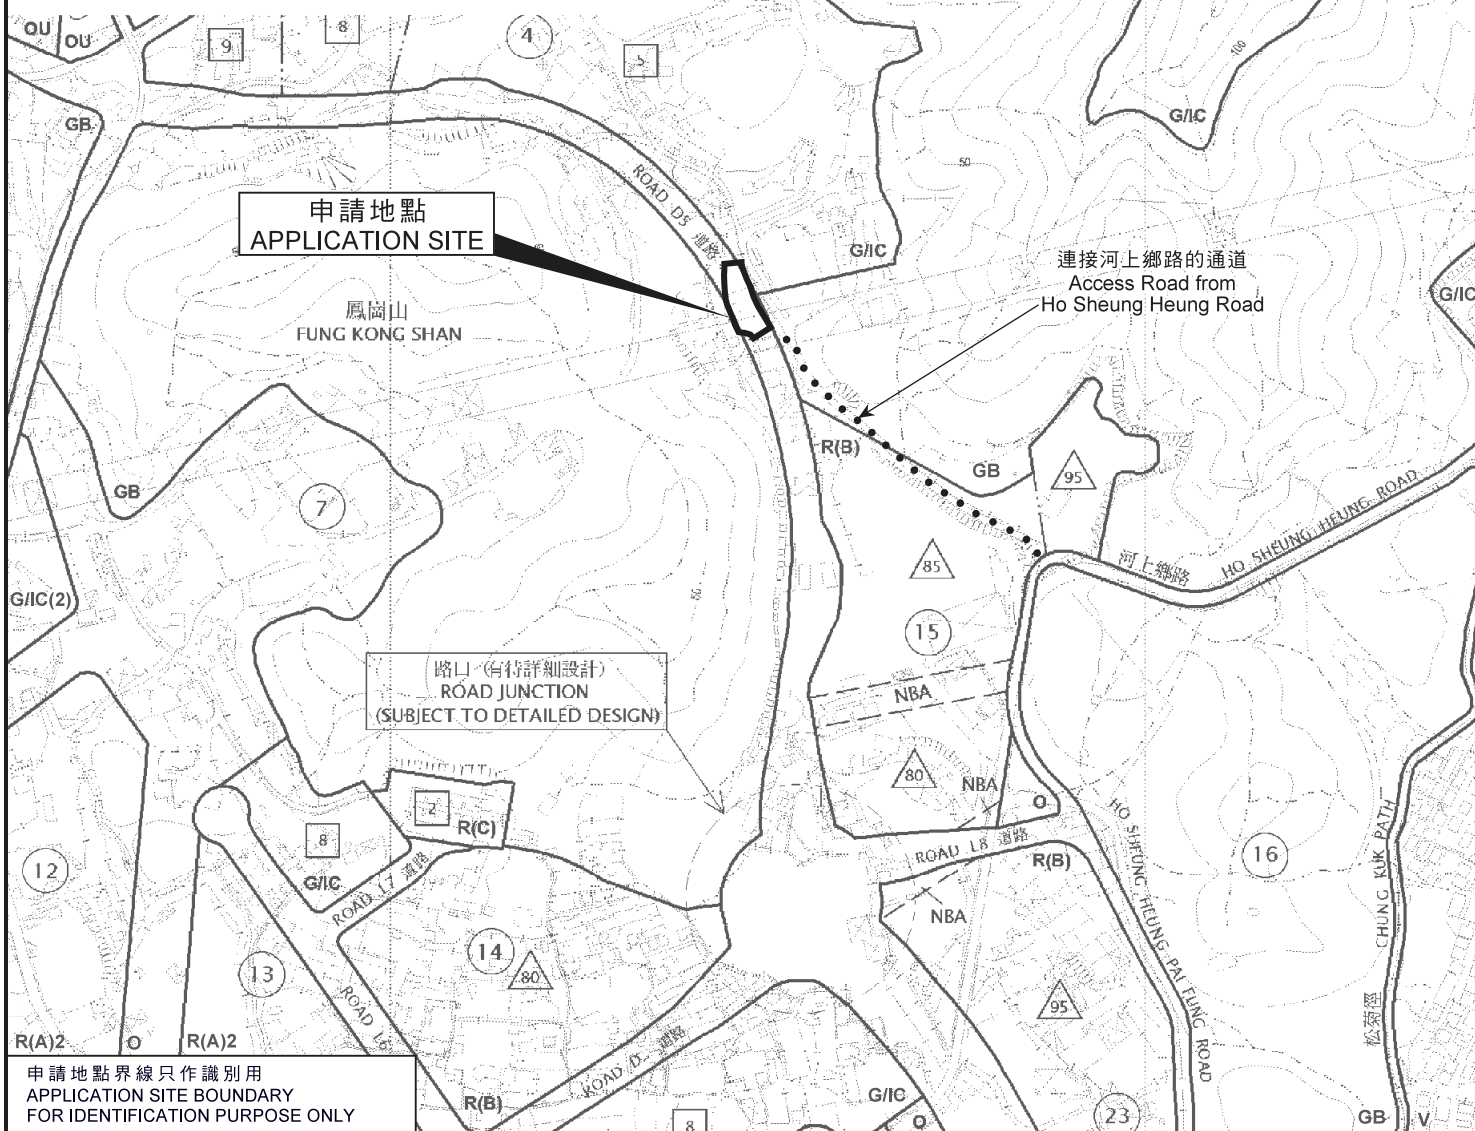 OU
OU
9
8
4
5
100
G/IC
GB
50
ROAD D5 道路
申請地點
APPLICATION SITE
G/IC
連接河上鄉路的通道
Access Road from
Ho Sheung Heung Road
G/IC
鳳崗山
FUNG KONG SHAN
R(B)
GB
95
GB
7
河上鄉路
HO SHEUNG HEUNG ROAD
85
G/IC(2)
15
路口 (有待詳細設計)
ROAD JUNCTION
(SUBJECT TO DETAILED DESIGN)
NBA
80
NBA
O
2
R(C)
8
G/IC
ROAD L7 道路
ROAD L8 道路
R(B)
HO SHEUNG HEUNG PAI FUNG ROAD
16
CHUNG KUK PATH
松菊徑
12
NBA
14
80
13
95
ROAD L6
R(A)2
O
R(A)2
ROAD D 道路
申請地點界線只作識別用
APPLICATION SITE BOUNDARY
FOR IDENTIFICATION PURPOSE ONLY
R(B)
8
G/IC
O
23
GB
V